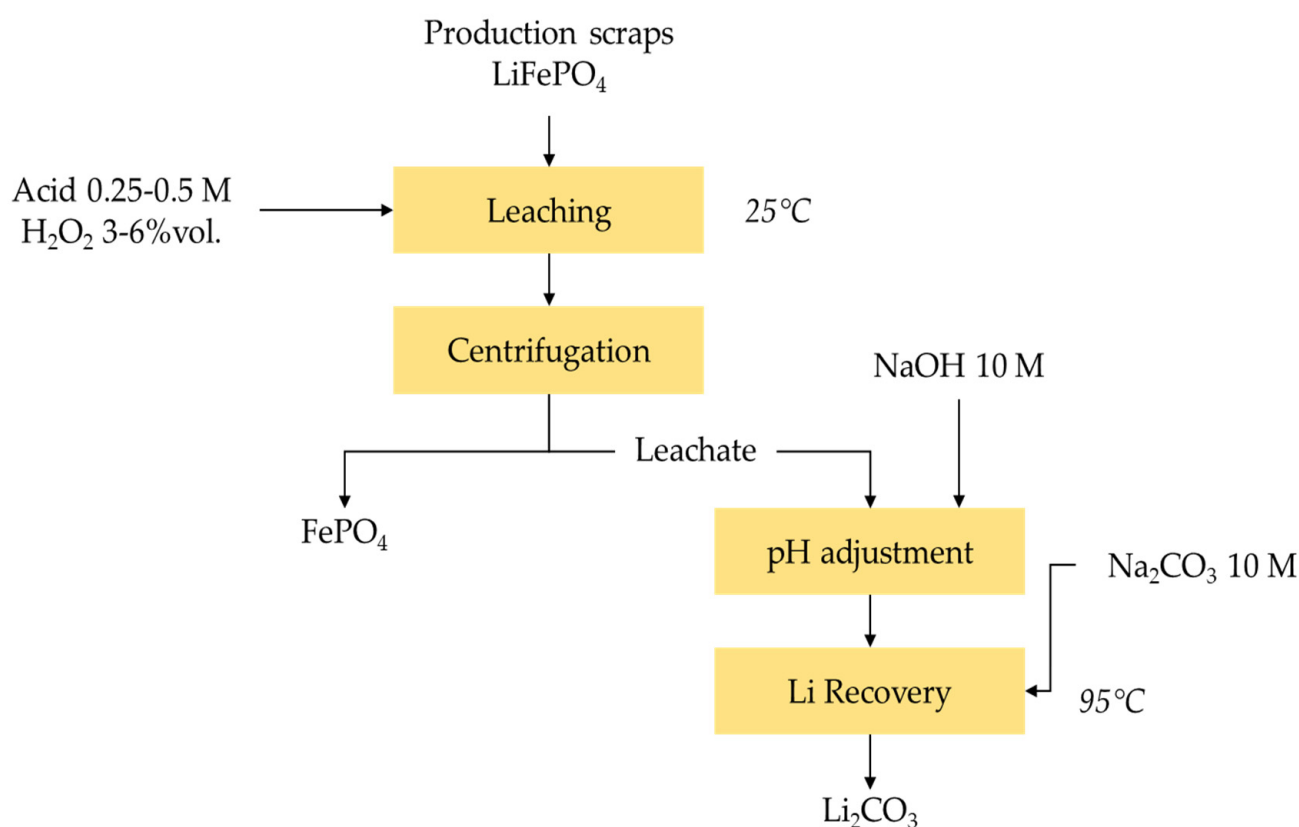 Production scraps
LiFePO₄
Acid 0.25-0.5 M
H₂O₂ 3-6%vol.
Leaching
25°C
Centrifugation
NaOH 10 M
Leachate
FePO₄
pH adjustment
Na₂CO₃ 10 M
Li Recovery
95°C
Li₂CO₃